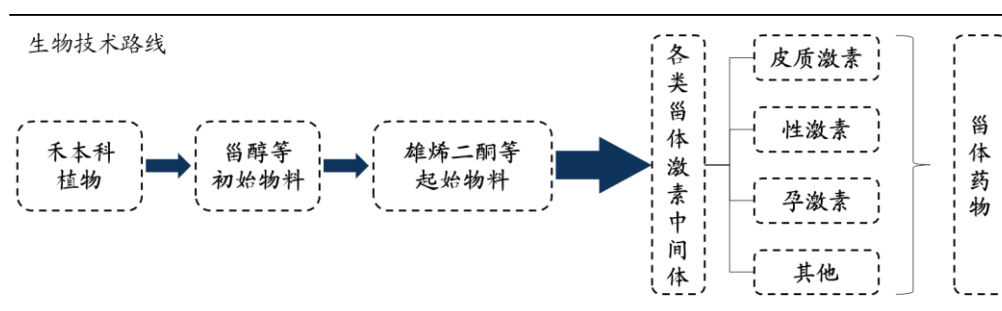 生物技术路线
禾本科
植物
甾醇等
初始物料
雄烯二酮等
起始物料
各类甾体激素中间体
皮质激素
性激素
孕激素
其他
甾体药物